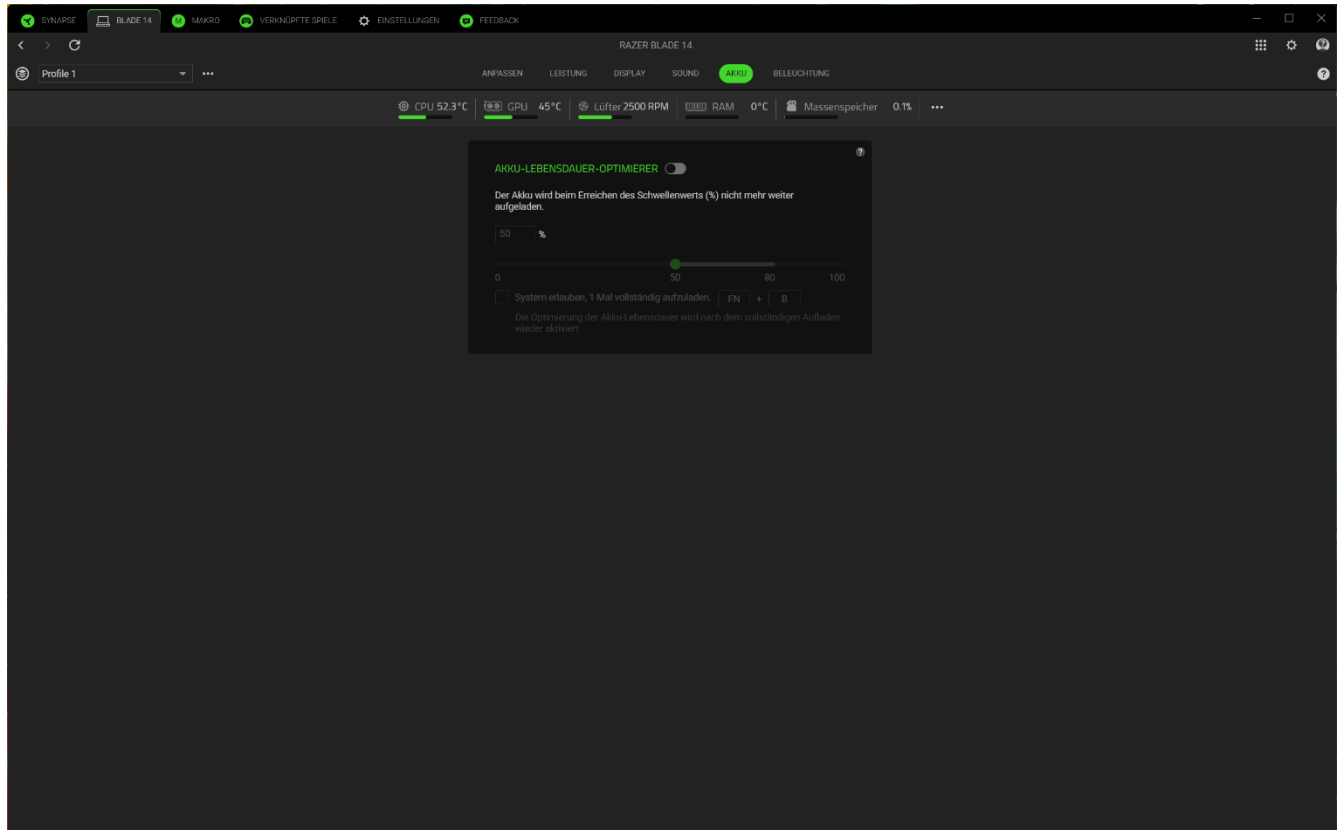 SYNAPSE BLADE 14 M MAKRO VERKNÜPFTE SPIELE EINSTELLUNGEN FEEDBACK
RAZER BLADE 14
Profile 1 ANPASSEN LEISTUNG DISPLAY SOUND AKKU BELEUCHTUNG ?
CPU 52.3°C GPU 45°C Lüfter 2500 RPM RAM 0°C Massenspeicher 0.1%
?
AKKU-LEBENSDAUER-OPTIMIERER
Der Akku wird beim Erreichen des Schwellenwerts (%) nicht mehr weiter
aufgeladen.
50 %
0 50 80 100
System erlauben, 1 Mal vollständig aufzuladen. FN + B
Die Optimierung der Akku-Lebensdauer wird nach dem vollständigen Aufladen
wieder aktiviert